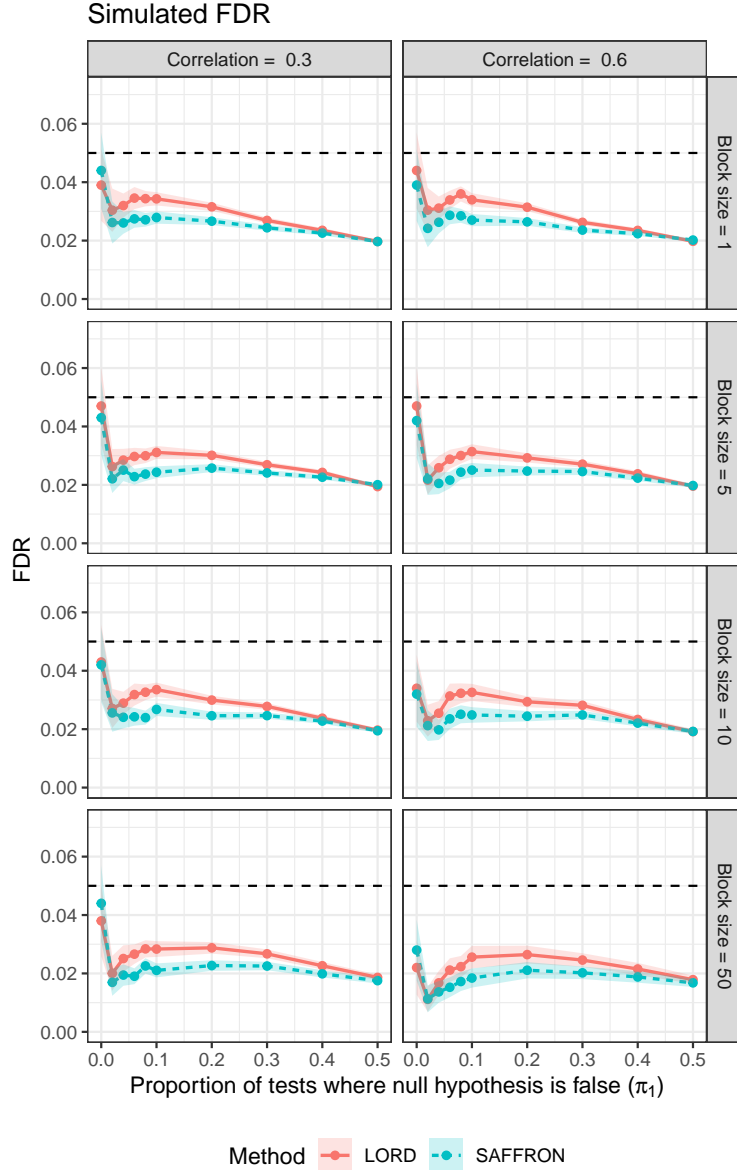 Simulated FDR
Correlation = 0.3
Correlation = 0.6
0.06
0.04
0.02
0.00
Block size = 1
0.06
0.04
0.02
0.00
Block size = 5
FDR
0.06
0.04
0.02
0.00
Block size = 10
0.06
0.04
0.02
0.00
Block size = 50
0.0 0.1 0.2 0.3 0.4 0.5
0.0 0.1 0.2 0.3 0.4 0.5
Proportion of tests where null hypothesis is false (π₁)
Method LORD SAFFRON